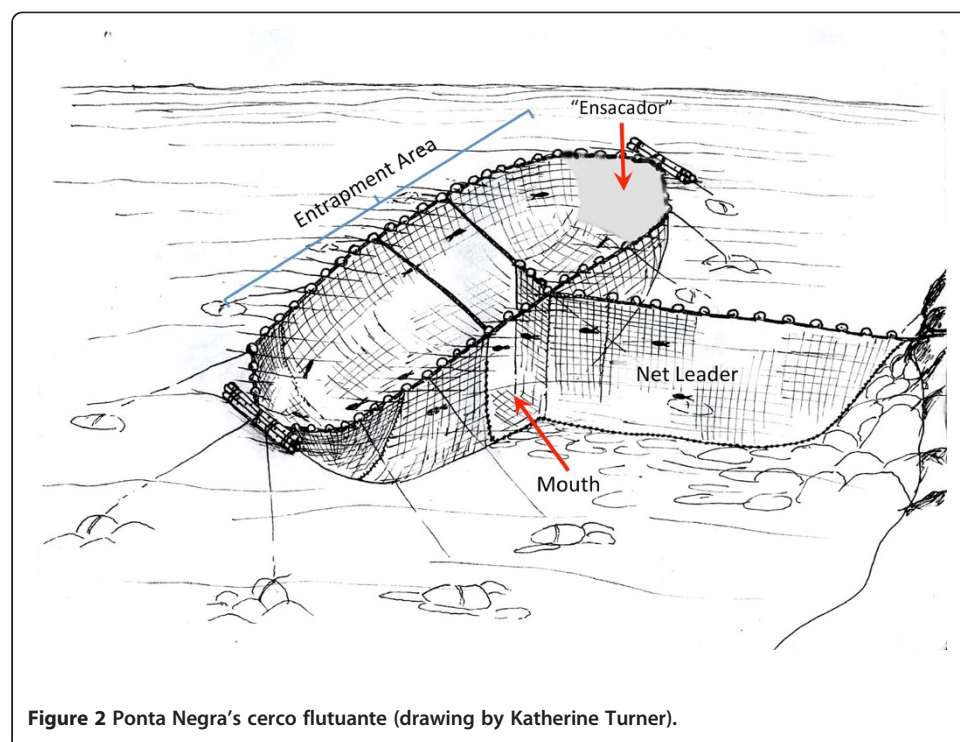 "Ensacador"
Entrapment Area
Net Leader
Mouth
Figure 2 Ponta Negra's cerco flutuante (drawing by Katherine Turner).